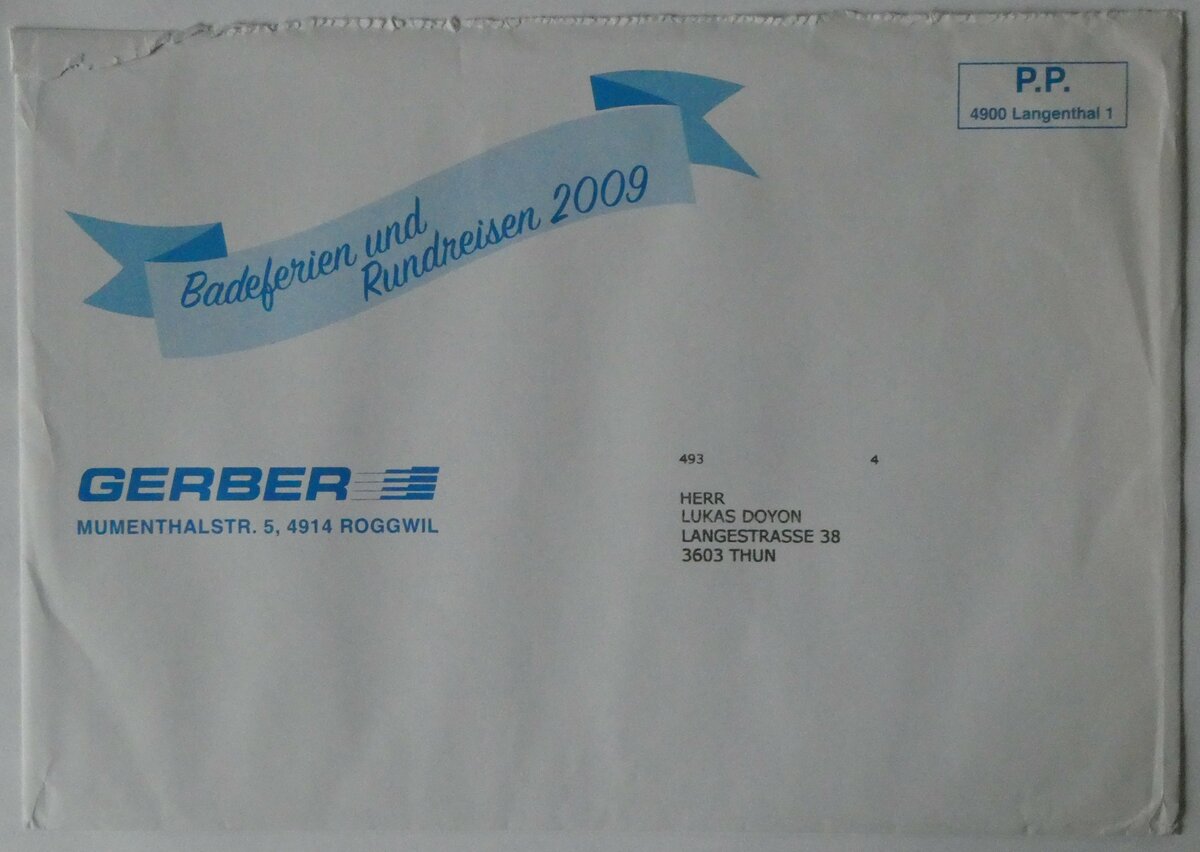 P.P.
4900 Langenthal 1
Badeferien und
Rundreisen 2009
GERBER
MUMENTHALSTR. 5, 4914 ROGGWIL
493 4
HERR
LUKAS DOYON
LANGESTRASSE 38
3603 THUN